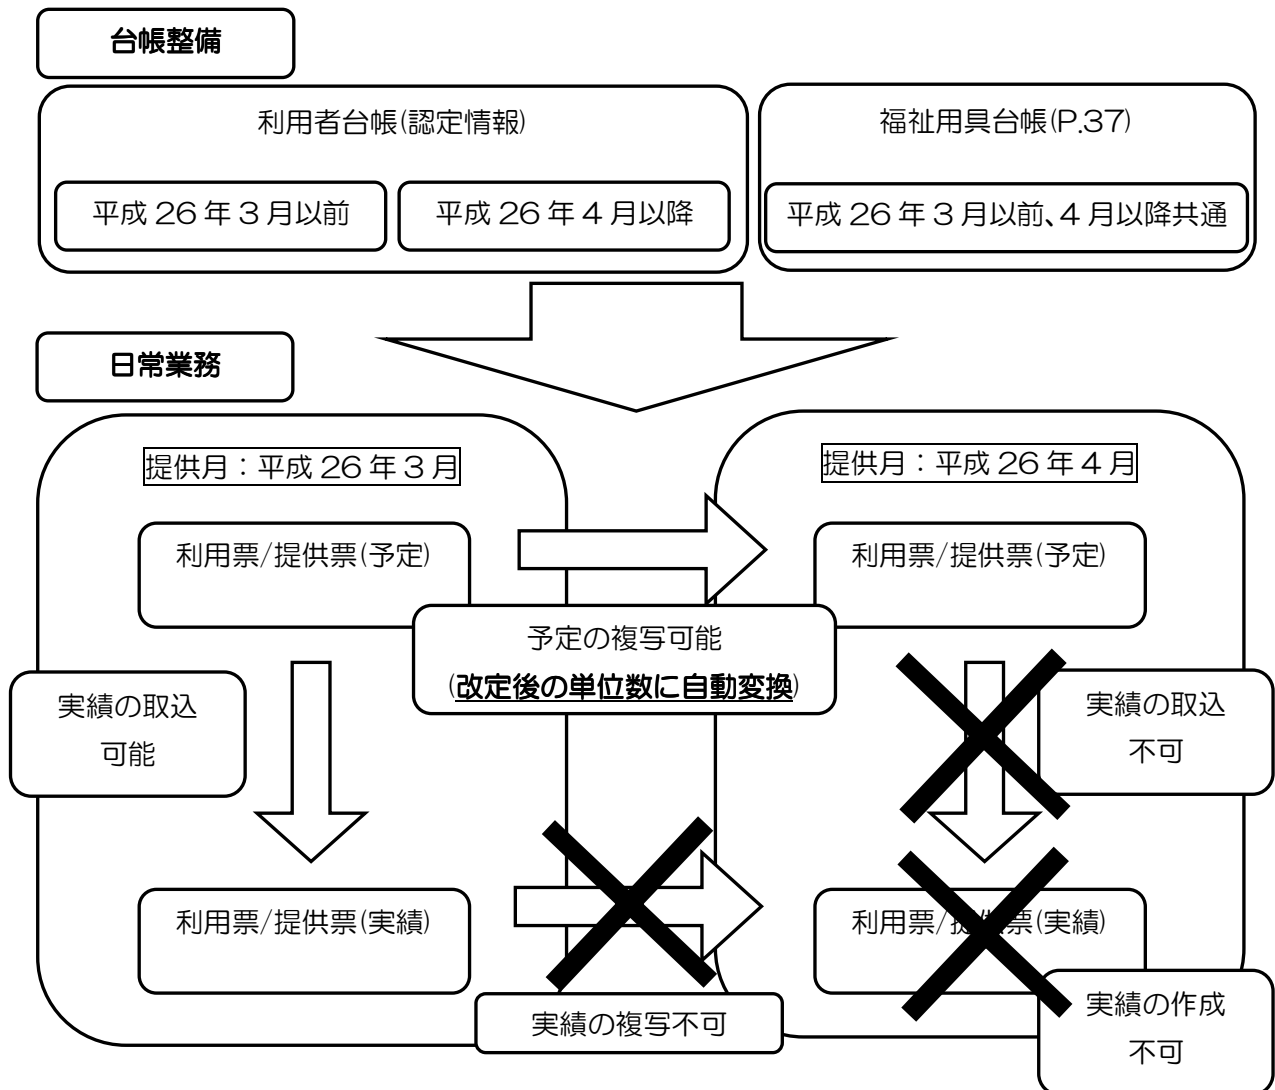 台帳整備
利用者台帳(認定情報)
福祉用具台帳(P.37)
平成 26 年 3 月以前
平成 26 年 4 月以降
平成 26 年 3 月以前、4 月以降共通
日常業務
提供月：平成 26 年 3 月
提供月：平成 26 年 4 月
利用票/提供票(予定)
利用票/提供票(予定)
予定の複写可能
(改定後の単位数に自動変換)
実績の取込
可能
実績の取込
不可
利用票/提供票(実績)
利用票/提供票(実績)
実績の複写不可
実績の作成
不可